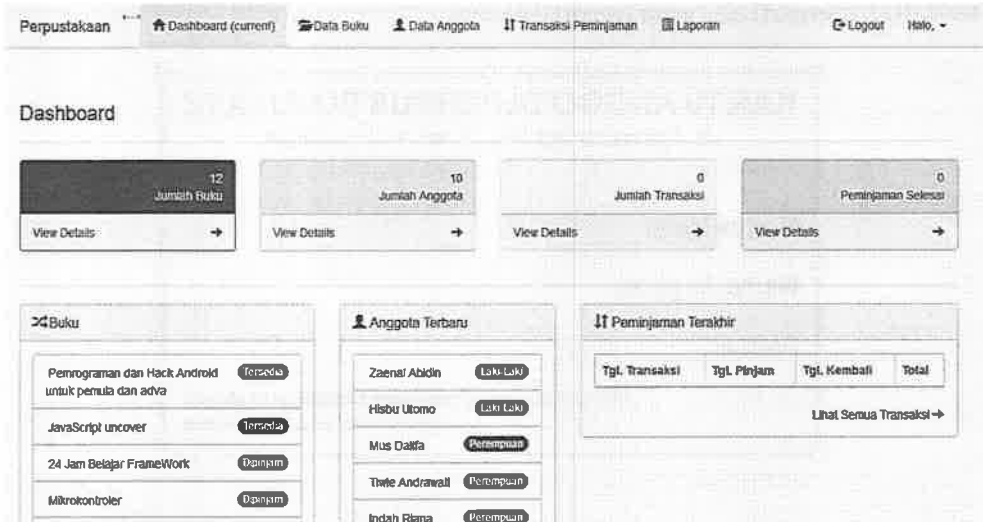 Perpustakaan Dashboard (current) Data Buku Data Anggota Transaksi Peminjaman Laporan Logout Halo,
Dashboard
12
Jumlah Buku
View Details
10
Jumlah Anggota
View Details
0
Jumlah Transaksi
View Details
0
Peminjaman Selesai
View Details
Buku
Pemrograman dan Hack Android Tersedia
untuk pemula dan adva
JavaScript uncover Tersedia
24 Jam Belajar FrameWork Dipinjam
Mikrokontroler Dipinjam
Anggota Terbaru
Zaenal Abidin Laki-Laki
Hisbu Utomo Laki-Laki
Mus Dalifa Perempuan
Tiwie Andrawati Perempuan
Indah Riana Perempuan
Peminjaman Terakhir
Tgl. Transaksi Tgl. Pinjam Tgl. Kembali Total
Lihat Semua Transaksi